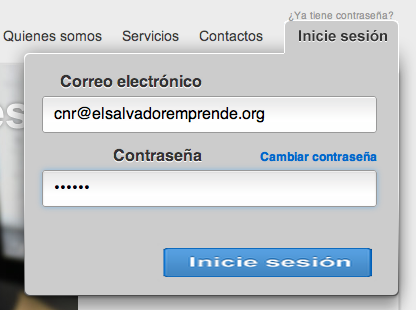 ¿Ya tiene contraseña?
Quienes somos Servicios Contactos Inicie sesión
Correo electrónico
cnr@elsalvadoremprende.org
Contraseña Cambiar contraseña
••••••
Inicie sesión